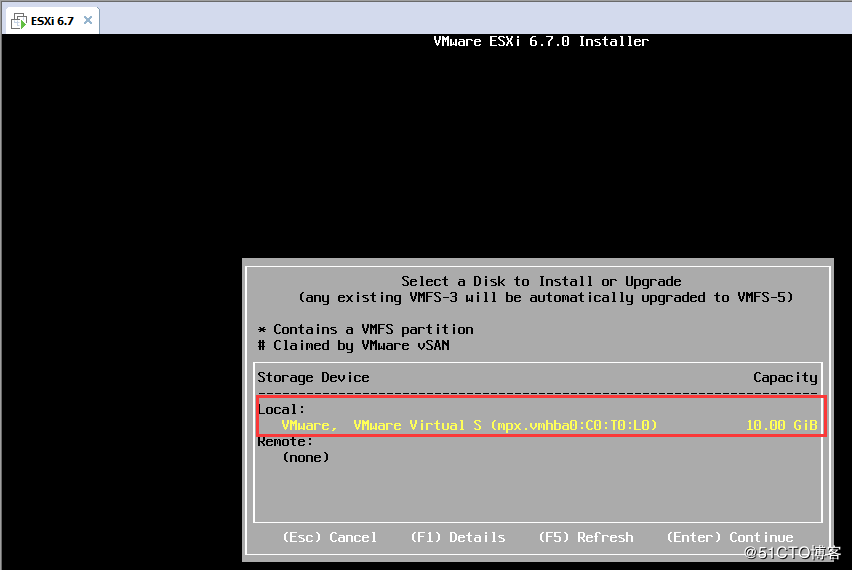 ESXi 6.7
VMware ESXi 6.7.0 Installer
Select a Disk to Install or Upgrade
(any existing VMFS-3 will be automatically upgraded to VMFS-5)
* Contains a VMFS partition
# Claimed by VMware vSAN
Storage Device Capacity
Local:
VMware, VMware Virtual S (mpx.vmhba0:C0:T0:L0) 10.00 GiB
Remote:
(none)
(Esc) Cancel (F1) Details (F5) Refresh (Enter) Continue
@51CTO博客